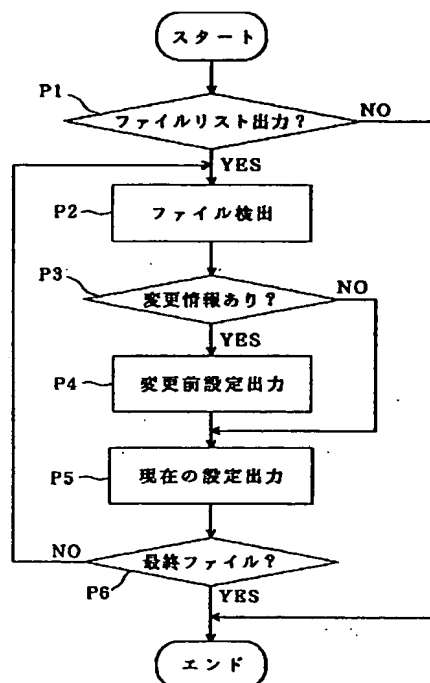 スタート
P1
ファイルリスト出力?
NO
YES
P2
ファイル検出
P3
変更情報あり?
NO
YES
P4
変更前設定出力
P5
現在の設定出力
NO
最終ファイル?
P6
YES
エンド